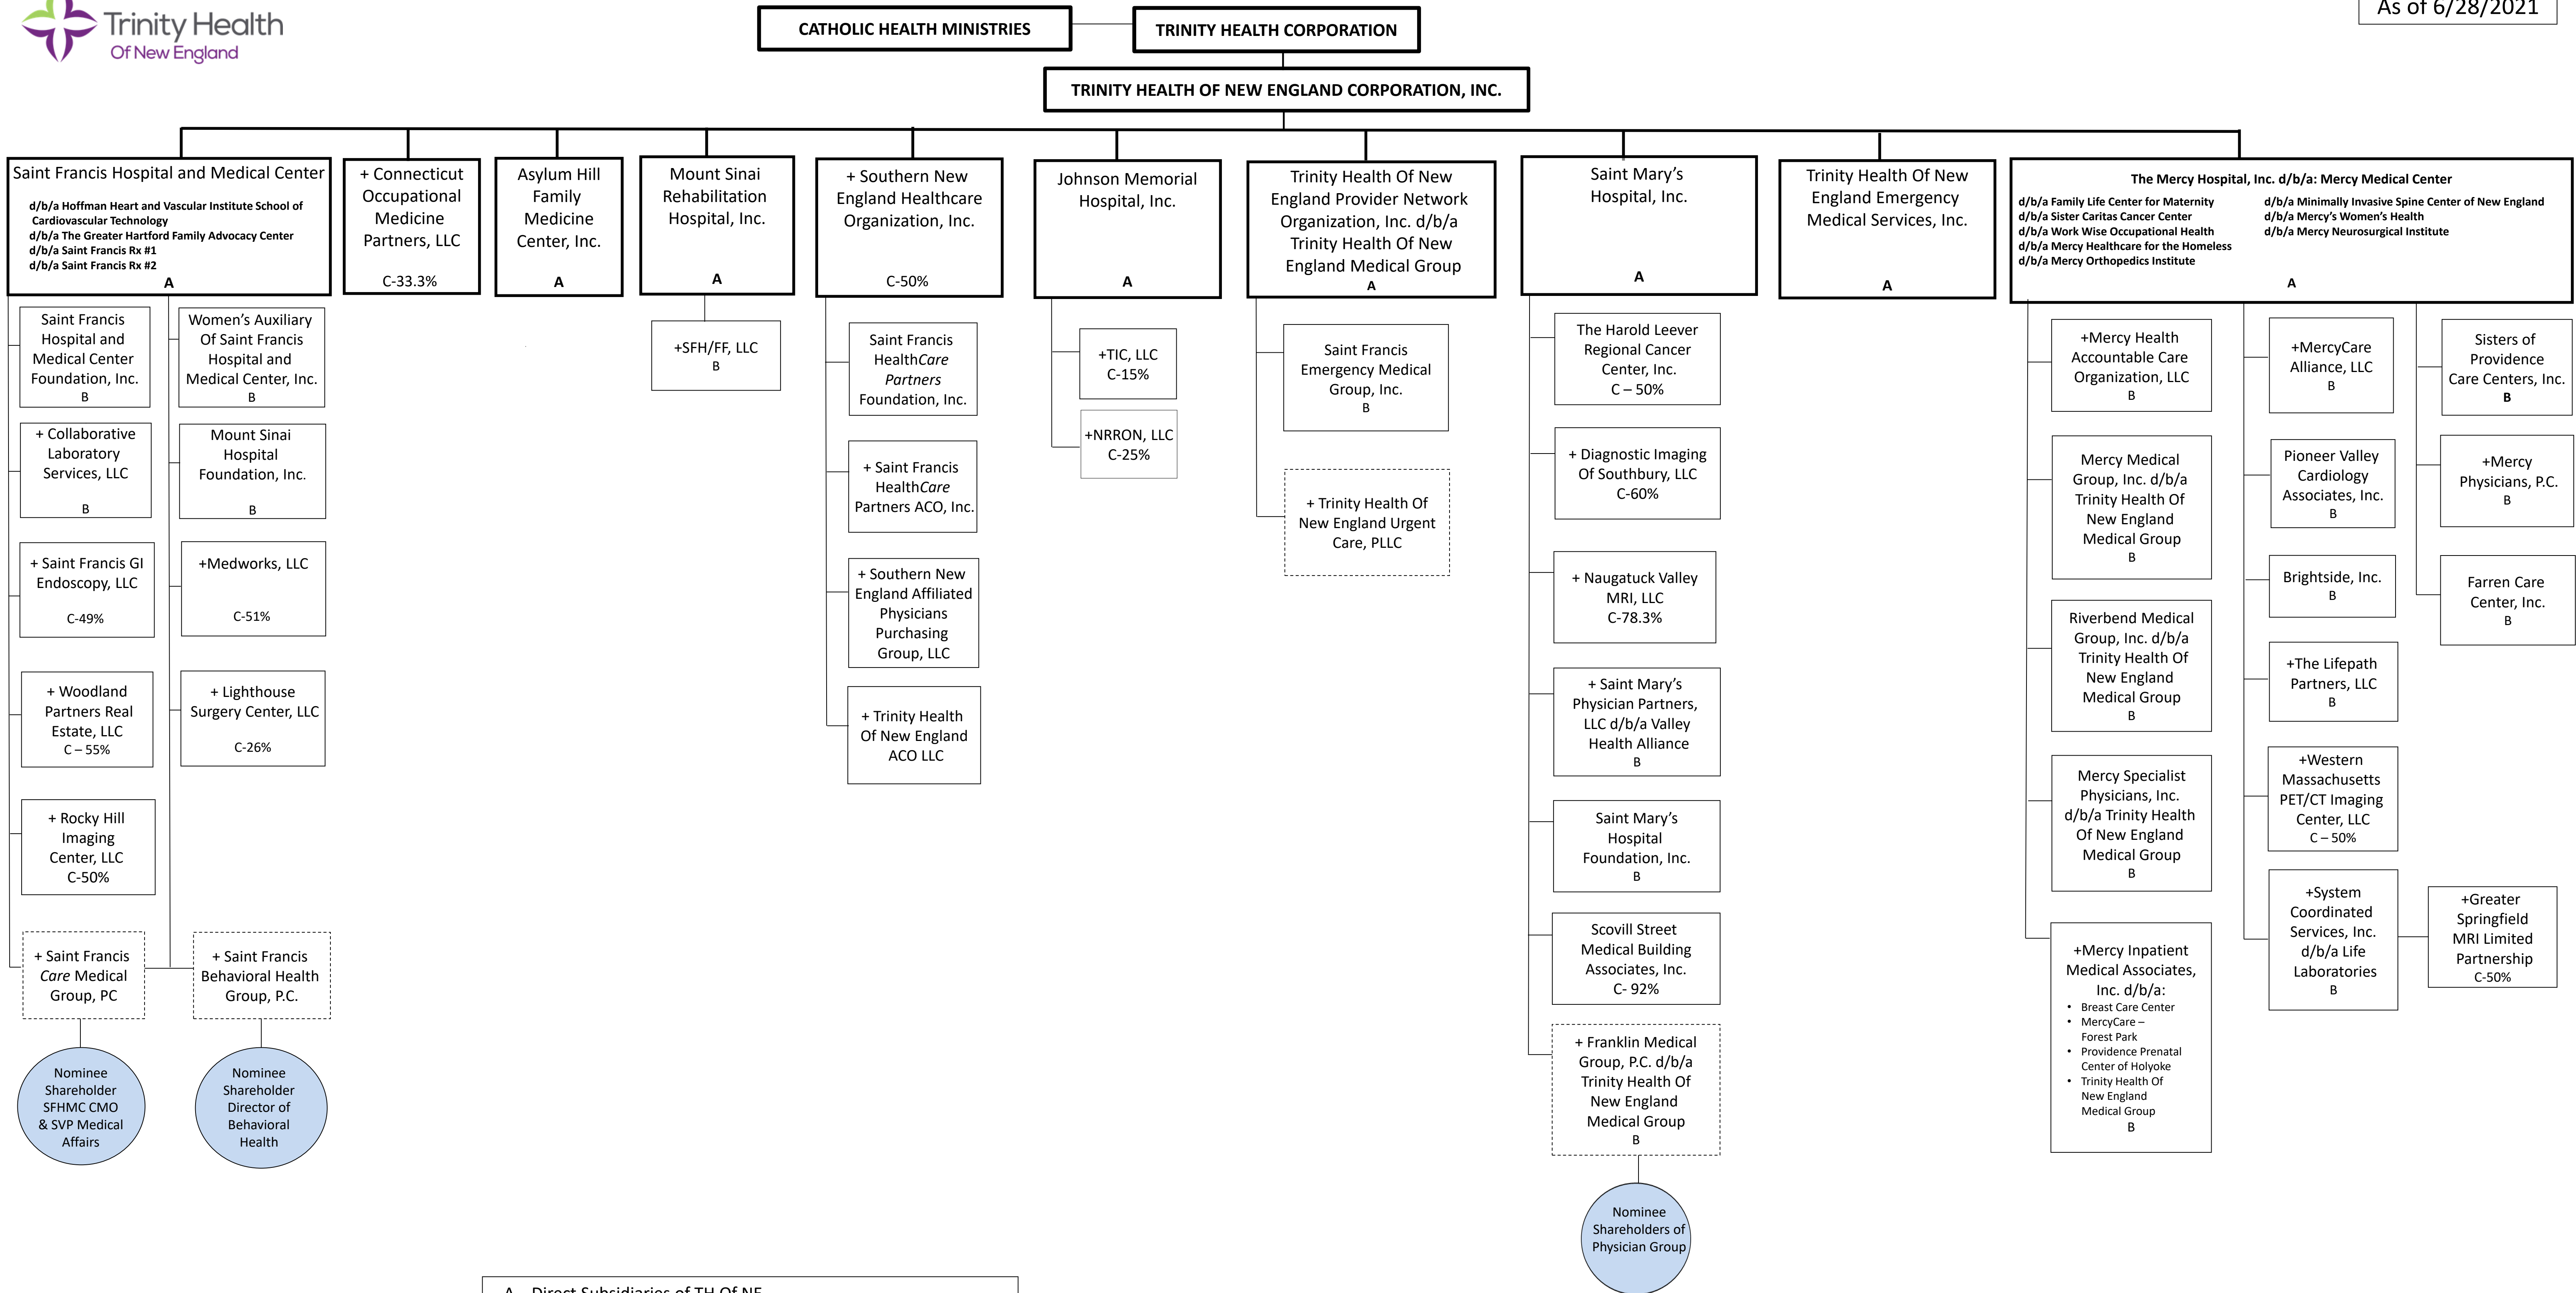 Trinity Health
Of New England
As of 6/28/2021
CATHOLIC HEALTH MINISTRIES
TRINITY HEALTH CORPORATION
TRINITY HEALTH OF NEW ENGLAND CORPORATION, INC.
Saint Francis Hospital and Medical Center
d/b/a Hoffman Heart and Vascular Institute School of
Cardiovascular Technology
d/b/a The Greater Hartford Family Advocacy Center
d/b/a Saint Francis Rx #1
d/b/a Saint Francis Rx #2
A
+ Connecticut
Occupational
Medicine
Partners, LLC
C-33.3%
Asylum Hill
Family
Medicine
Center, Inc.
A
Mount Sinai
Rehabilitation
Hospital, Inc.
A
+ Southern New
England Healthcare
Organization, Inc.
C-50%
Johnson Memorial
Hospital, Inc.
A
Trinity Health Of New
England Provider Network
Organization, Inc. d/b/a
Trinity Health Of New
England Medical Group
A
Saint Mary’s
Hospital, Inc.
A
Trinity Health Of New
England Emergency
Medical Services, Inc.
A
The Mercy Hospital, Inc. d/b/a: Mercy Medical Center
d/b/a Family Life Center for Maternity
d/b/a Sister Caritas Cancer Center
d/b/a Work Wise Occupational Health
d/b/a Mercy Healthcare for the Homeless
d/b/a Mercy Orthopedics Institute
d/b/a Minimally Invasive Spine Center of New England
d/b/a Mercy’s Women’s Health
d/b/a Mercy Neurosurgical Institute
A
Saint Francis
Hospital and
Medical Center
Foundation, Inc.
B
+ Collaborative
Laboratory
Services, LLC
B
+ Saint Francis GI
Endoscopy, LLC
C-49%
+ Woodland
Partners Real
Estate, LLC
C – 55%
+ Rocky Hill
Imaging
Center, LLC
C-50%
+ Saint Francis
Care Medical
Group, PC
Nominee
Shareholder
SFHMC CMO
& SVP Medical
Affairs
Women’s Auxiliary
Of Saint Francis
Hospital and
Medical Center, Inc.
B
Mount Sinai
Hospital
Foundation, Inc.
B
+Medworks, LLC
C-51%
+ Lighthouse
Surgery Center, LLC
C-26%
+ Saint Francis
Behavioral Health
Group, P.C.
Nominee
Shareholder
Director of
Behavioral
Health
+SFH/FF, LLC
B
Saint Francis
HealthCare
Partners
Foundation, Inc.
+ Saint Francis
HealthCare
Partners ACO, Inc.
+ Southern New
England Affiliated
Physicians
Purchasing
Group, LLC
+ Trinity Health
Of New England
ACO LLC
+TIC, LLC
C-15%
+NRRON, LLC
C-25%
Saint Francis
Emergency Medical
Group, Inc.
B
+ Trinity Health Of
New England Urgent
Care, PLLC
The Harold Leever
Regional Cancer
Center, Inc.
C – 50%
+ Diagnostic Imaging
Of Southbury, LLC
C-60%
+ Naugatuck Valley
MRI, LLC
C-78.3%
+ Saint Mary’s
Physician Partners,
LLC d/b/a Valley
Health Alliance
B
Saint Mary’s
Hospital
Foundation, Inc.
B
Scovill Street
Medical Building
Associates, Inc.
C- 92%
+ Franklin Medical
Group, P.C. d/b/a
Trinity Health Of
New England
Medical Group
B
Nominee
Shareholders of
Physician Group
+Mercy Health
Accountable Care
Organization, LLC
B
Mercy Medical
Group, Inc. d/b/a
Trinity Health Of
New England
Medical Group
B
Riverbend Medical
Group, Inc. d/b/a
Trinity Health Of
New England
Medical Group
B
Mercy Specialist
Physicians, Inc.
d/b/a Trinity Health
Of New England
Medical Group
B
+Mercy Inpatient
Medical Associates,
Inc. d/b/a:
• Breast Care Center
• MercyCare –
Forest Park
• Providence Prenatal
Center of Holyoke
• Trinity Health Of
New England
Medical Group
B
+MercyCare
Alliance, LLC
B
Pioneer Valley
Cardiology
Associates, Inc.
B
Brightside, Inc.
B
+The Lifepath
Partners, LLC
B
+Western
Massachusetts
PET/CT Imaging
Center, LLC
C – 50%
+System
Coordinated
Services, Inc.
d/b/a Life
Laboratories
B
Sisters of
Providence
Care Centers, Inc.
B
+Mercy
Physicians, P.C.
B
Farren Care
Center, Inc.
B
+Greater
Springfield
MRI Limited
Partnership
C-50%
A Direct Subsidiaries of TH Of NE